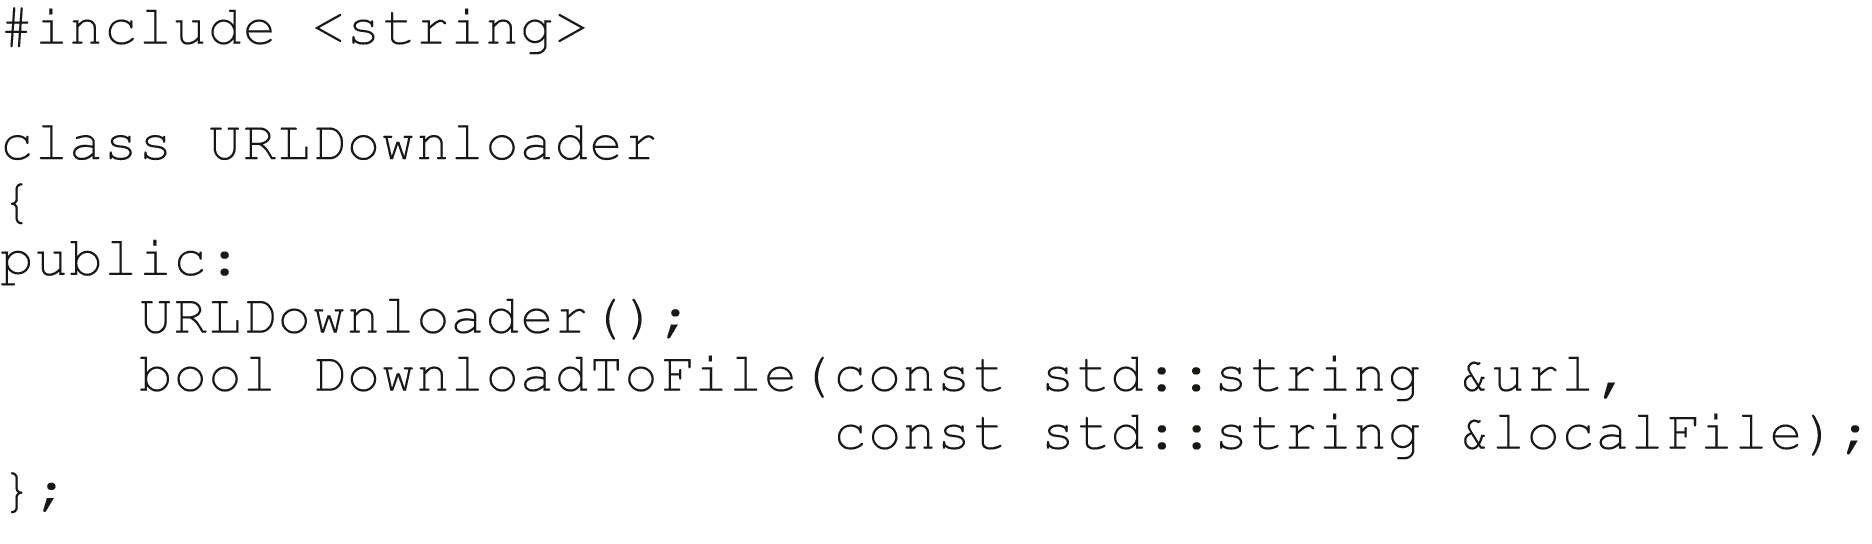 #include <string>

class URLDownloader
{
public:
    URLDownloader();
    bool DownloadToFile(const std::string &url,
                        const std::string &localFile);
};